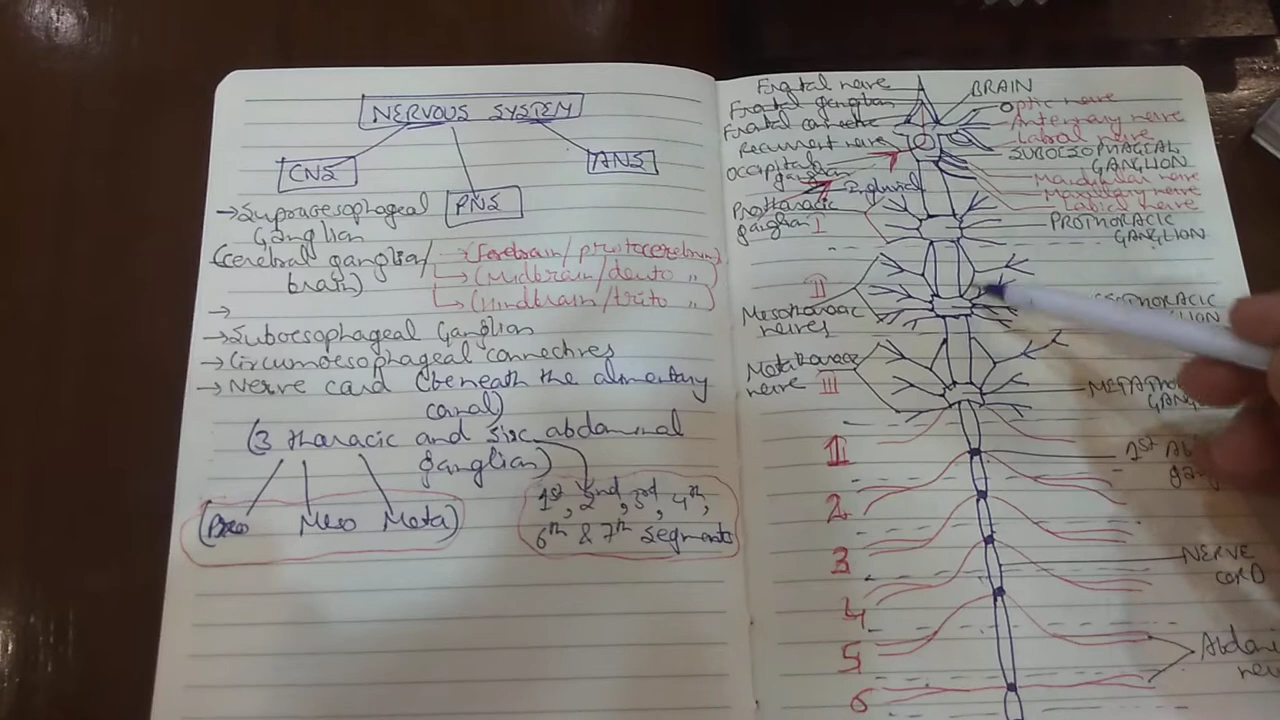 NERVOUS SYSTEM
CNS
ANS
PNS
→ Supraoesophageal
Ganglion
(cerebral ganglia/
brain)
→ (Forebrain/protocerebrum)
→ (Midbrain/deuto ")
→ (Hindbrain/trito ")
→
→ Suboesophageal Ganglion
→ Circumoesophageal connectives
→ Nerve card (beneath the alimentary
canal)
(3 thoracic and six abdominal
ganglian)
(Pro Meso Meta)
1st, 2nd, 3rd, 4th,
6th & 7th segments
Frontal nerve
Frontal ganglion
Frontal connective
Recurrent nerve
Occipital
ganglion
Ingluvial
Prothoracic
ganglion I
II
Mesothoracic
nerves
Metathoracic
nerve III
1
2
3
4
5
6
BRAIN
Optic nerve
Antennary nerve
Labral nerve
SUBOESOPHAGEAL
GANGLION
Mandibular nerve
Maxillary nerve
Labial nerve
PROTHORACIC
GANGLION
1st
NERVE
CORD